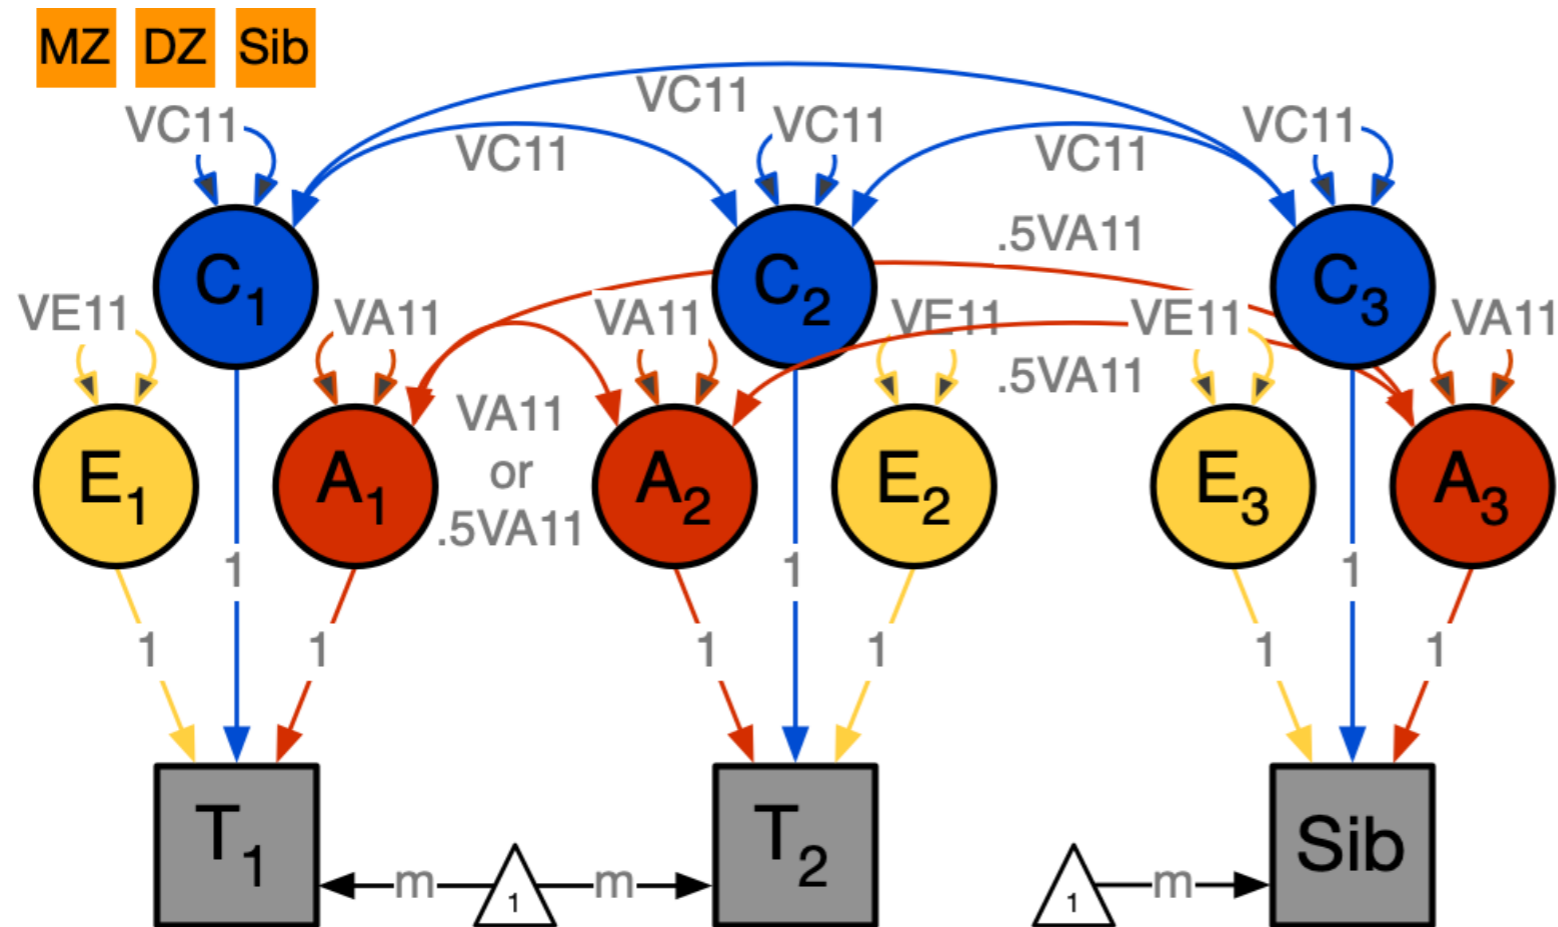 MZ DZ Sib
VC11
VC11 VC11 VC11
VC11 VC11
.5VA11
C1 C2 C3
VE11 VA11 VA11 VE11 VE11 VA11
.5VA11
VA11
or
.5VA11
E1 A1 A2 E2 E3 A3
1 1 1
1 1 1 1 1 1
T1 T2 Sib
m m m
1 1